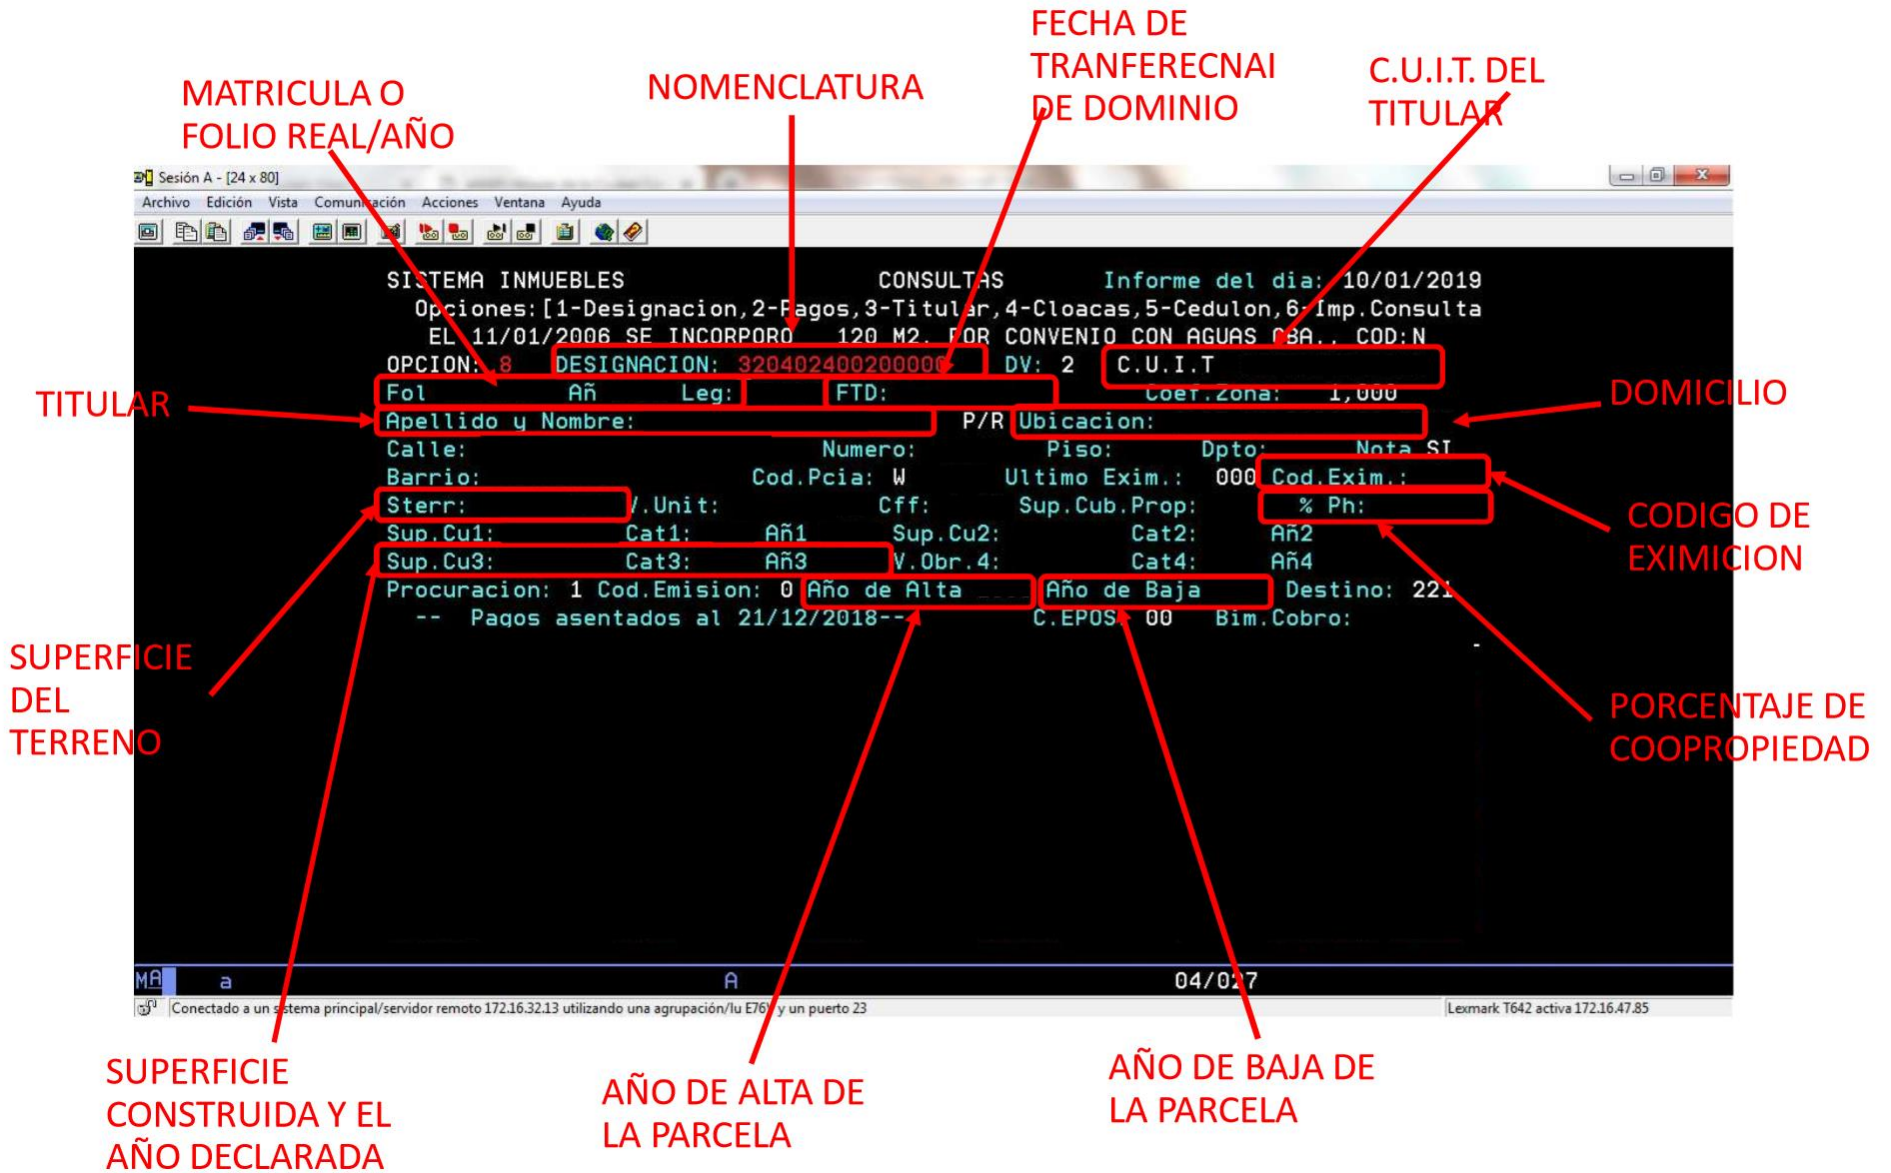 FECHA DE
TRANFERECNAI
DE DOMINIO
C.U.I.T. DEL
TITULAR
NOMENCLATURA
MATRICULA O
FOLIO REAL/AÑO
Sesión A - [24 x 80]
Archivo Edición Vista Comunicación Acciones Ventana Ayuda
SISTEMA INMUEBLES CONSULTAS Informe del dia: 10/01/2019
Opciones:[1-Designacion,2-Pagos,3-Titular,4-Cloacas,5-Cedulon,6-Imp.Consulta
EL 11/01/2006 SE INCORPORO 120 M2. POR CONVENIO CON AGUAS CBA.. COD:N
OPCION: 8 DESIGNACION: 320402400200000 DV: 2 C.U.I.T
Fol Añ Leg: FTD: Coef.Zona: 1,000
Apellido y Nombre: P/R Ubicacion:
Calle: Numero: Piso: Dpto: Nota SI
Barrio: Cod.Pcia: W Ultimo Exim.: 000 Cod.Exim.:
Sterr: V.Unit: Cff: Sup.Cub.Prop: % Ph:
Sup.Cu1: Cat1: Añ1 Sup.Cu2: Cat2: Añ2
Sup.Cu3: Cat3: Añ3 V.Obr.4: Cat4: Añ4
Procuracion: 1 Cod.Emision: 0 Año de Alta Año de Baja Destino: 221
-- Pagos asentados al 21/12/2018-- C.EPOS: 00 Bim.Cobro:
TITULAR
DOMICILIO
CODIGO DE
EXIMICION
SUPERFICIE
DEL
TERRENO
PORCENTAJE DE
COOPROPIEDAD
MA a A 04/027
Conectado a un sistema principal/servidor remoto 172.16.32.13 utilizando una agrupación/lu y un puerto 23
Lexmark T642 activa 172.16.47.85
SUPERFICIE
CONSTRUIDA Y EL
AÑO DECLARADA
AÑO DE ALTA DE
LA PARCELA
AÑO DE BAJA DE
LA PARCELA